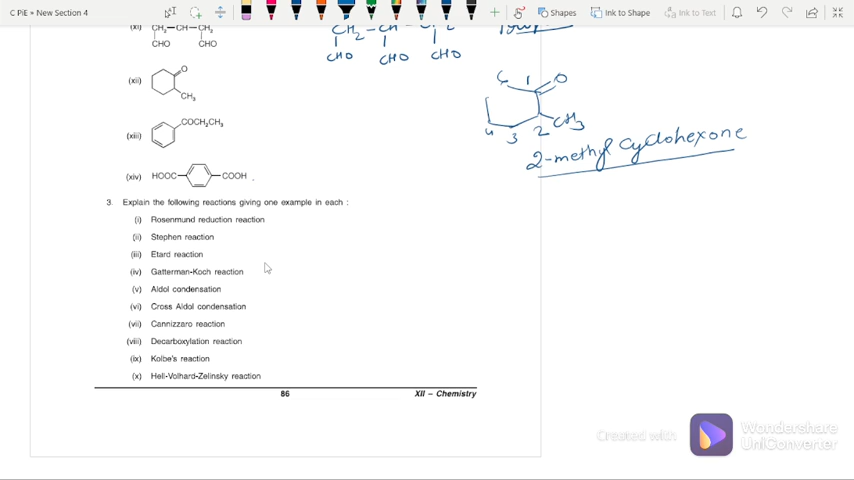 C PiE » New Section 4
Shapes
Ink to Shape
Ink to Text
(xi) CH₂—CH—CH₂
CHO CHO
CH₂ - CH -
CHO CHO CHO
(xii) O
CH₃
6 1 O
4 3 2 CH3
2-methyl cyclohexone
(xiii) COCH₂CH₃
(xiv) HOOC— —COOH .
3. Explain the following reactions giving one example in each :
(i) Rosenmund reduction reaction
(ii) Stephen reaction
(iii) Etard reaction
(iv) Gatterman-Koch reaction
(v) Aldol condensation
(vi) Cross Aldol condensation
(vii) Cannizzaro reaction
(viii) Decarboxylation reaction
(ix) Kolbe's reaction
(x) Hell-Volhard-Zelinsky reaction
86 XII – Chemistry
Created with
Wondershare
UniConverter